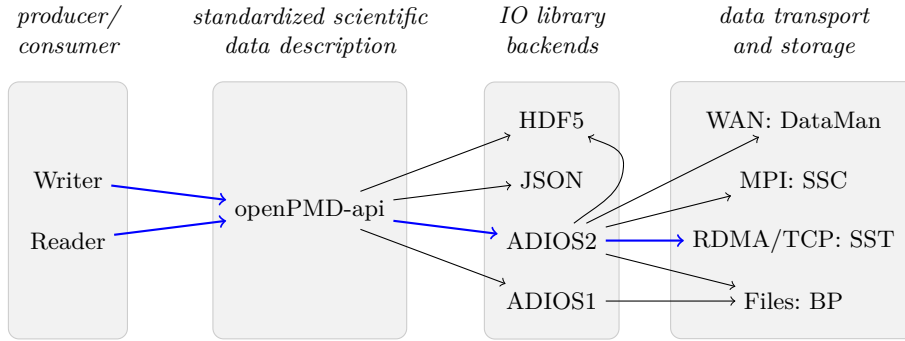 producer/
consumer
standardized scientific
data description
IO library
backends
data transport
and storage
Writer
Reader
openPMD-api
HDF5
JSON
ADIOS2
ADIOS1
WAN: DataMan
MPI: SSC
RDMA/TCP: SST
Files: BP